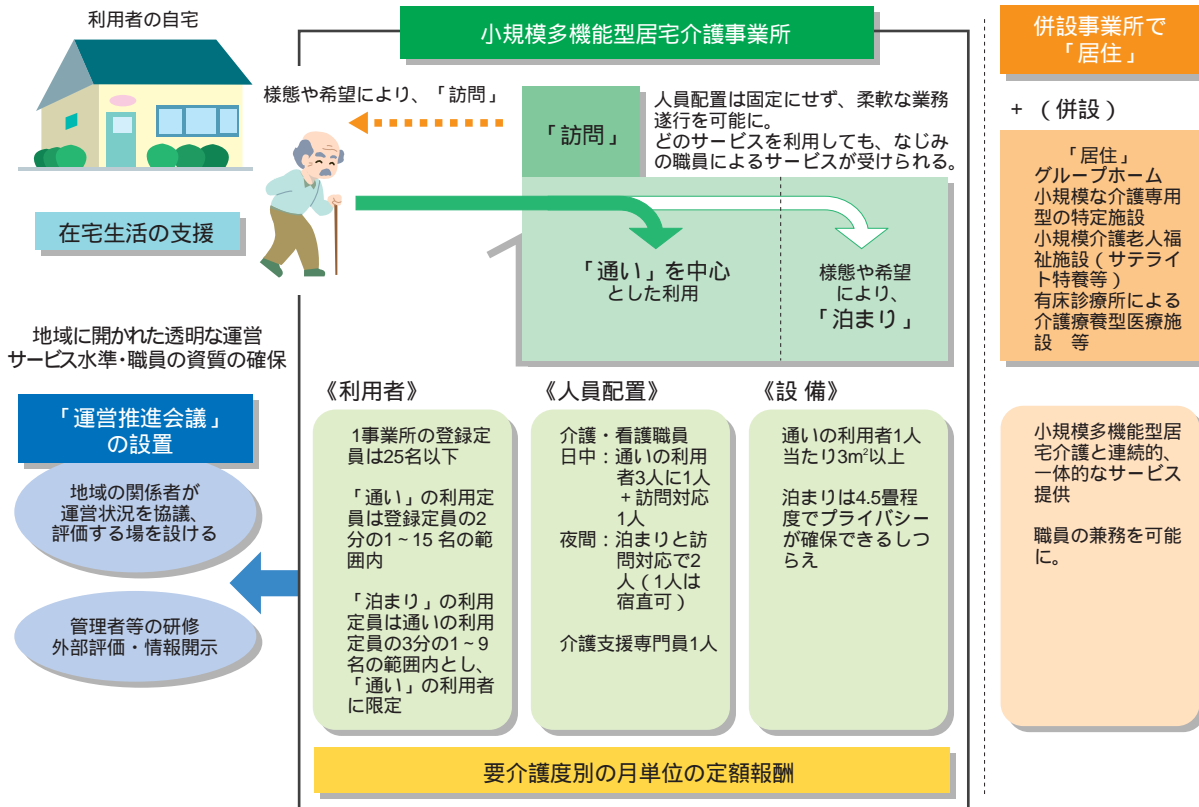 利用者の自宅
小規模多機能型居宅介護事業所
併設事業所で
「居住」
様態や希望により、「訪問」
「訪問」
人員配置は固定にせず、柔軟な業務
遂行を可能に。
どのサービスを利用しても、なじみ
の職員によるサービスが受けられる。
+ （併設）
「居住」
グループホーム
小規模な介護専用
型の特定施設
小規模介護老人福
祉施設（サテライ
ト特養等）
有床診療所による
介護療養型医療施
設　等
在宅生活の支援
「通い」を中心
とした利用
様態や希望
により、
「泊まり」
地域に開かれた透明な運営
サービス水準・職員の資質の確保
「運営推進会議」
の設置
地域の関係者が
運営状況を協議、
評価する場を設ける
管理者等の研修
外部評価・情報開示
《利用者》
1事業所の登録定
員は25名以下
「通い」の利用定
員は登録定員の2
分の1～15 名の範
囲内
「泊まり」の利用
定員は通いの利用
定員の3分の1～9
名の範囲内とし、
「通い」の利用者
に限定
《人員配置》
介護・看護職員
日中：通いの利用
者3人に1人
+ 訪問対応
1人
夜間：泊まりと訪
問対応で2
人（1人は
宿直可）
介護支援専門員1人
《設 備》
通いの利用者1人
当たり3m²以上
泊まりは4.5畳程
度でプライバシー
が確保できるしつ
らえ
小規模多機能型居
宅介護と連続的、
一体的なサービス
提供
職員の兼務を可能
に。
要介護度別の月単位の定額報酬